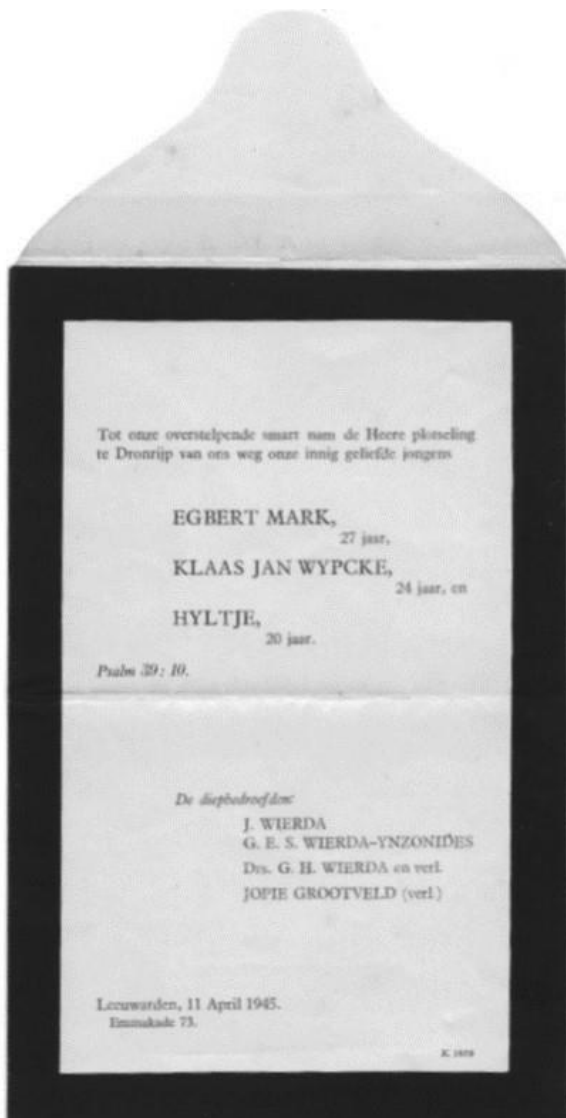 Tot onze overstelpende smart nam de Heere plotseling
te Dronrijp van ons weg onze innig geliefde jongens
EGBERT MARK,
27 jaar,
KLAAS JAN WYPCKE,
24 jaar, en
HYLTJE,
20 jaar.
Psalm 39: 10.
De diepbedroefden:
J. WIERDA
G. E. S. WIERDA-YNZONIDES
Drs. G. H. WIERDA en verl.
JOPIE GROOTVELD (verl.)
Leeuwarden, 11 April 1945.
Emmakade 73.